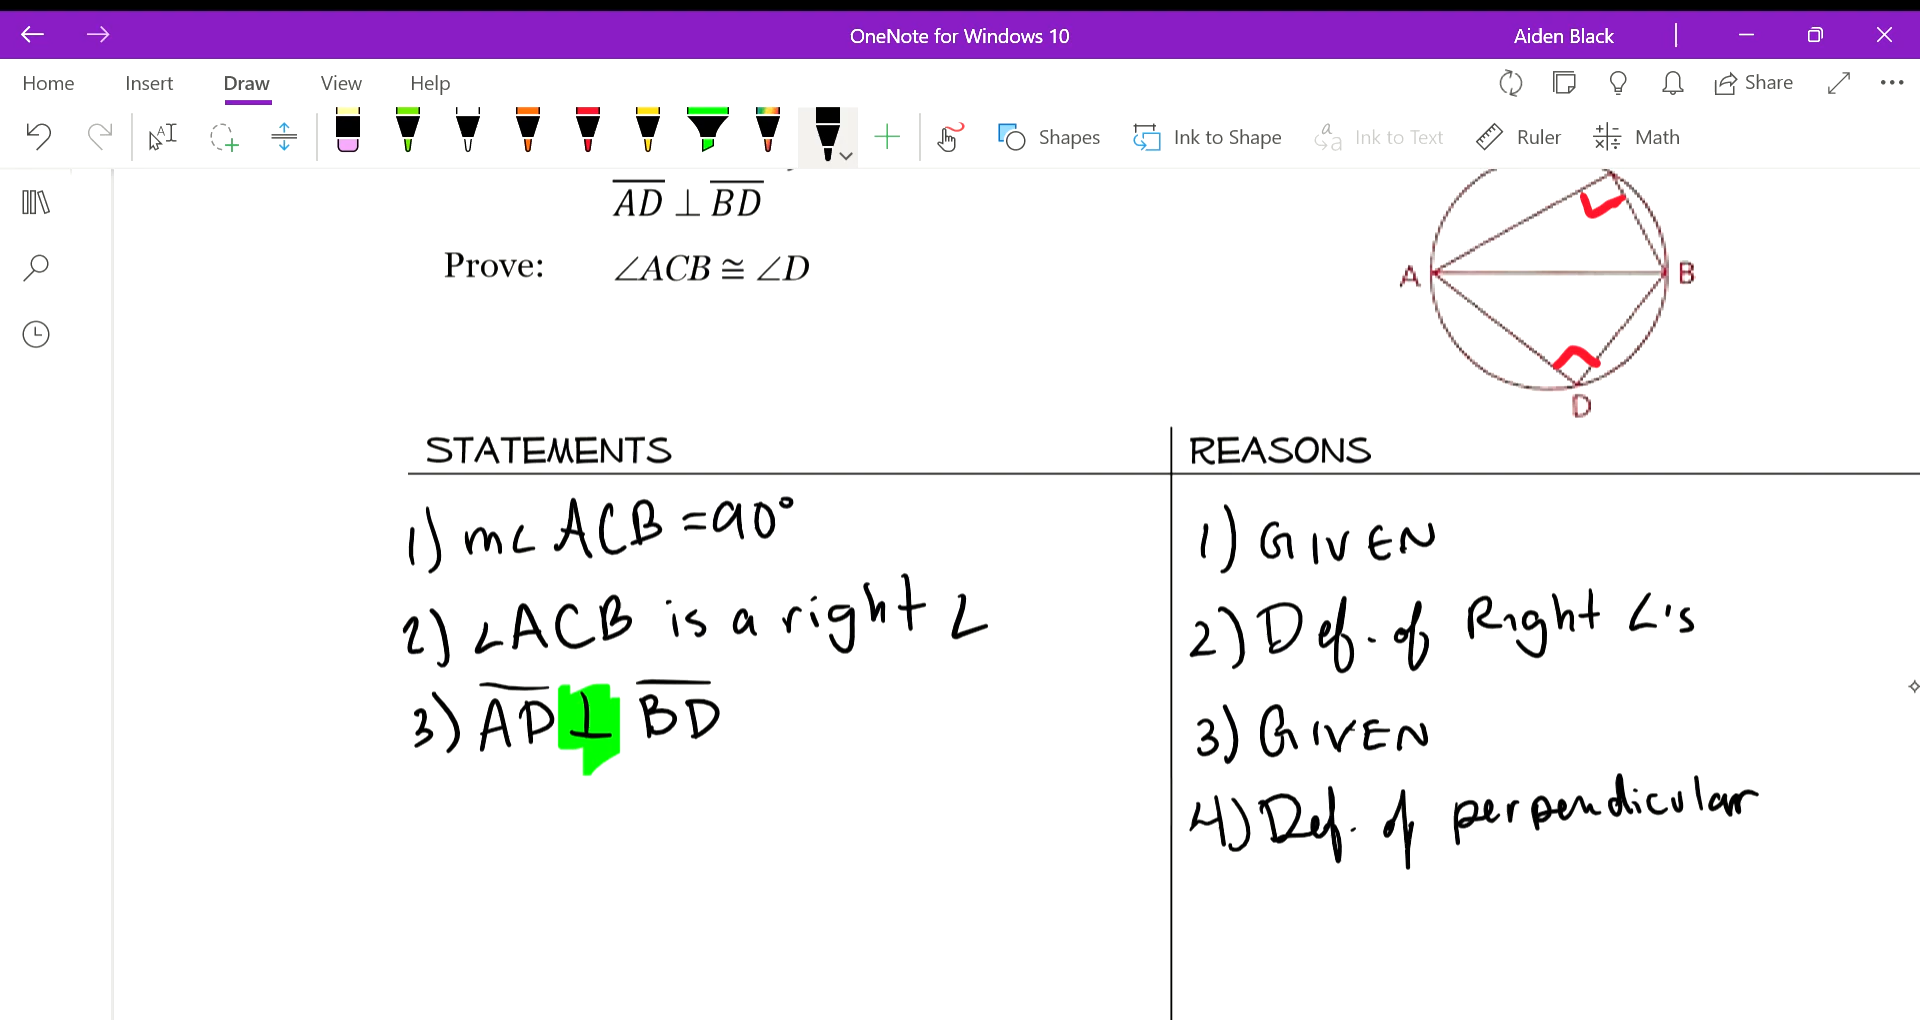 OneNote for Windows 10
Aiden Black
Home Insert Draw View Help
Share
Shapes Ink to Shape Ink to Text Ruler Math
AD ⊥ BD
Prove: ∠ACB ≅ ∠D
A
B
D
STATEMENTS REASONS
1) m∠ACB = 90° 1) GIVEN
2) ∠ACB is a right ∠ 2) Def. of Right ∠'s
3) AD ⊥ BD 3) GIVEN
4) Def. of perpendicular